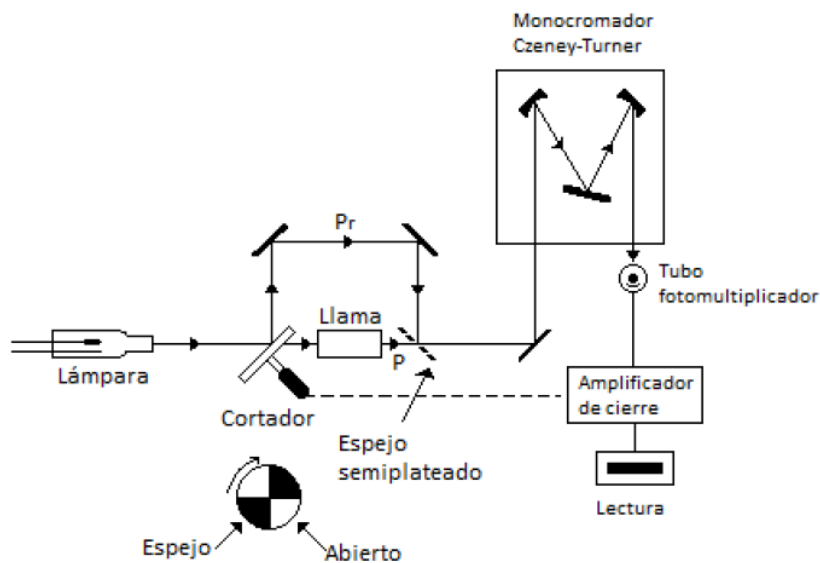 Monocromador
Czeney-Turner
Pr
Llama
Tubo
fotomultiplicador
P
Lámpara
Cortador
Amplificador
de cierre
Espejo
semiplateado
Lectura
Espejo
Abierto